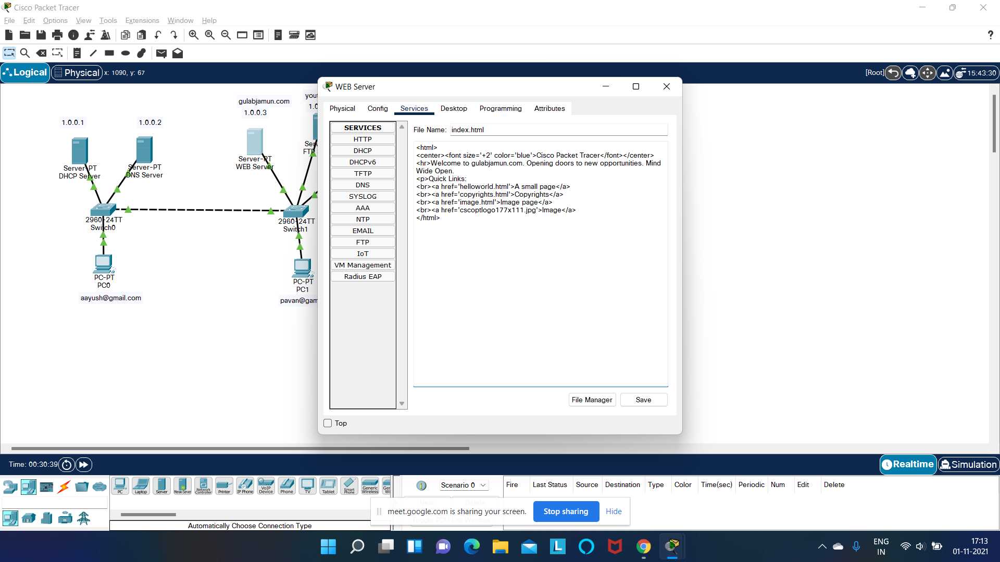 Cisco Packet Tracer
File Edit Options View Tools Extensions Window Help
?
Logical Physical x: 1090, y: 67
[Root] 15:43:30
gulabjamun.com
1.0.0.3
yout
1.0
1.0.0.1
1.0.0.2
Server-PT
DHCP Server
Server-PT
DNS Server
Server-PT
WEB Server
Ser
FTP
2960-24TT
Switch0
2960-24TT
Switch1
PC-PT
PC0
aayush@gmail.com
PC-PT
PC1
pavan@gam
WEB Server
Physical Config Services Desktop Programming Attributes
SERVICES
HTTP
DHCP
DHCPv6
TFTP
DNS
SYSLOG
AAA
NTP
EMAIL
FTP
IoT
VM Management
Radius EAP
File Name: index.html
<html>
<center><font size='+2' color='blue'>Cisco Packet Tracer</font></center>
<hr>Welcome to gulabjamun.com. Opening doors to new opportunities. Mind
Wide Open.
<p>Quick Links:
<br><a href='helloworld.html'>A small page</a>
<br><a href='copyrights.html'>Copyrights</a>
<br><a href='image.html'>Image page</a>
<br><a href='cscoptlogo177x111.jpg'>Image</a>
</html>
File Manager Save
Top
Time: 00:30:39
Realtime Simulation
PC Laptop Server Meraki Server Network Controller Printer IP Phone VoIP Device Phone TV Tablet Smart Phone Generic Wireless
Automatically Choose Connection Type
Scenario 0
New Delete
Toggle PDU List Window
Fire Last Status Source Destination Type Color Time(sec) Periodic Num Edit Delete
meet.google.com is sharing your screen. Stop sharing Hide
L
ENG
IN
17:13
01-11-2021